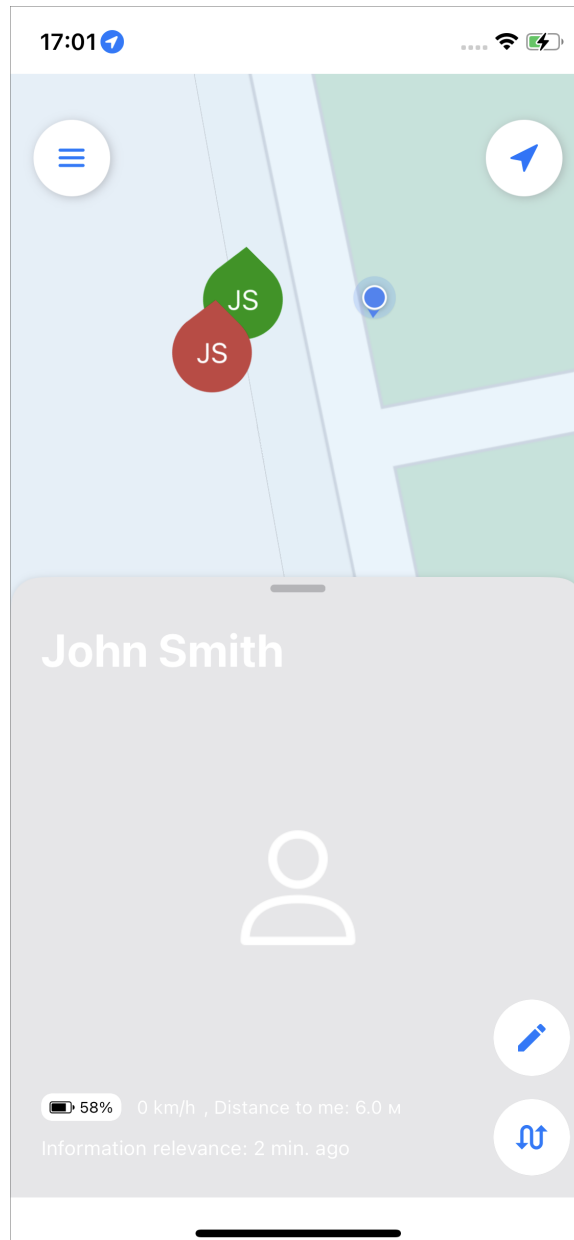 17:01
JS
JS
John Smith
58% 0 km/h , Distance to me: 6.0 м
Information relevance: 2 min. ago